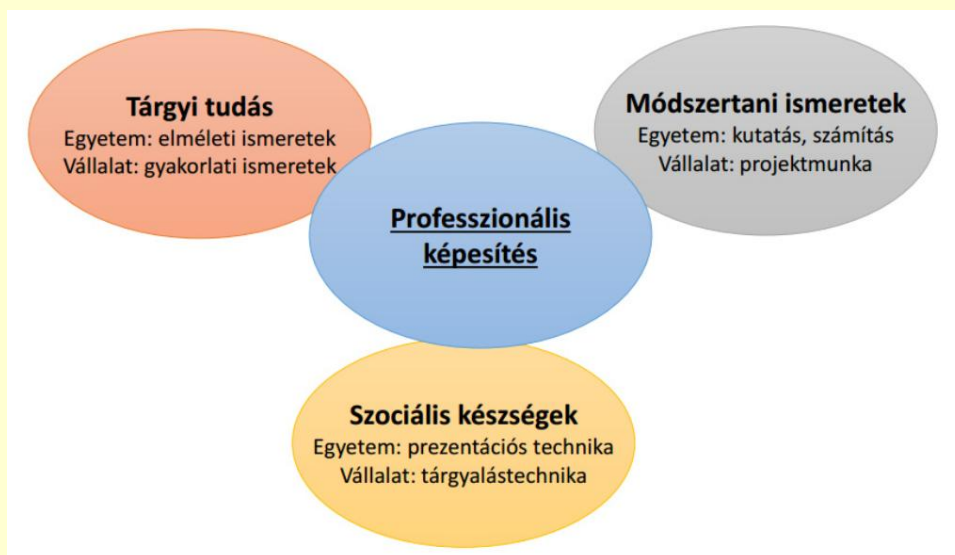 Tárgyi tudás
Egyetem: elméleti ismeretek
Vállalat: gyakorlati ismeretek
Módszertani ismeretek
Egyetem: kutatás, számítás
Vállalat: projektmunka
Professzionális
képesítés
Szociális készségek
Egyetem: prezentációs technika
Vállalat: tárgyalástechnika